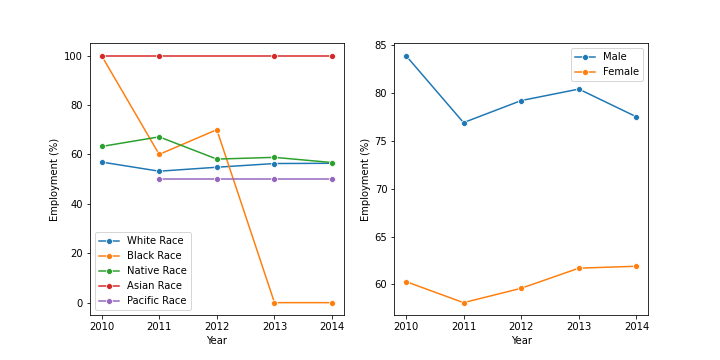 Employment (%)
100
80
60
40
20
0
White Race
Black Race
Native Race
Asian Race
Pacific Race
2010 2011 2012 2013 2014
Year
Employment (%)
85
80
75
70
65
60
Male
Female
2010 2011 2012 2013 2014
Year